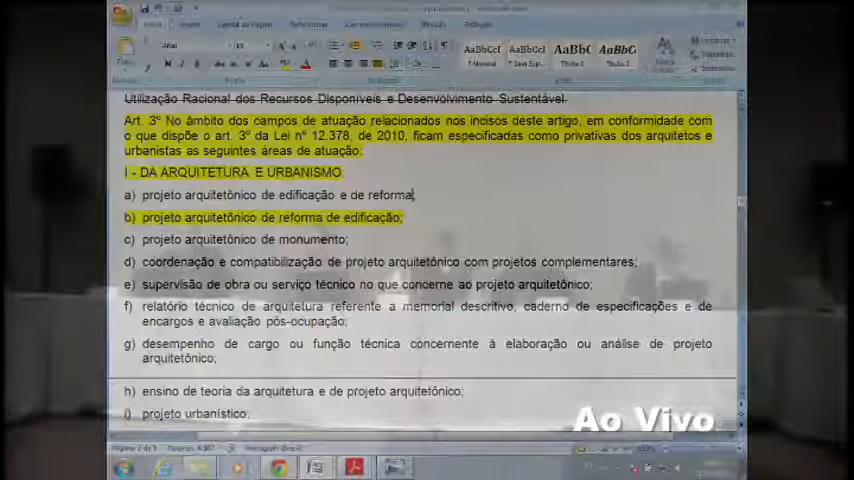 Arial
AaBbCcI AaBbCcI AaBbC AaBbC
Utilização Racional dos Recursos Disponíveis e Desenvolvimento Sustentável.
Art. 3º No âmbito dos campos de atuação relacionados nos incisos deste artigo, em conformidade com
o que dispõe o art. 3º da Lei nº 12.378, de 2010, ficam especificadas como privativas dos arquitetos e
urbanistas as seguintes áreas de atuação:
I - DA ARQUITETURA E URBANISMO:
a) projeto arquitetônico de edificação e de reforma;
b) projeto arquitetônico de reforma de edificação;
c) projeto arquitetônico de monumento;
d) coordenação e compatibilização de projeto arquitetônico com projetos complementares;
e) supervisão de obra ou serviço técnico no que concerne ao projeto arquitetônico;
f) relatório técnico de arquitetura referente a memorial descritivo, caderno de especificações e de
encargos e avaliação pós-ocupação;
g) desempenho de cargo ou função técnica concernente à elaboração ou análise de projeto
arquitetônico;
h) ensino de teoria da arquitetura e de projeto arquitetônico;
i) projeto urbanístico;
Ao Vivo